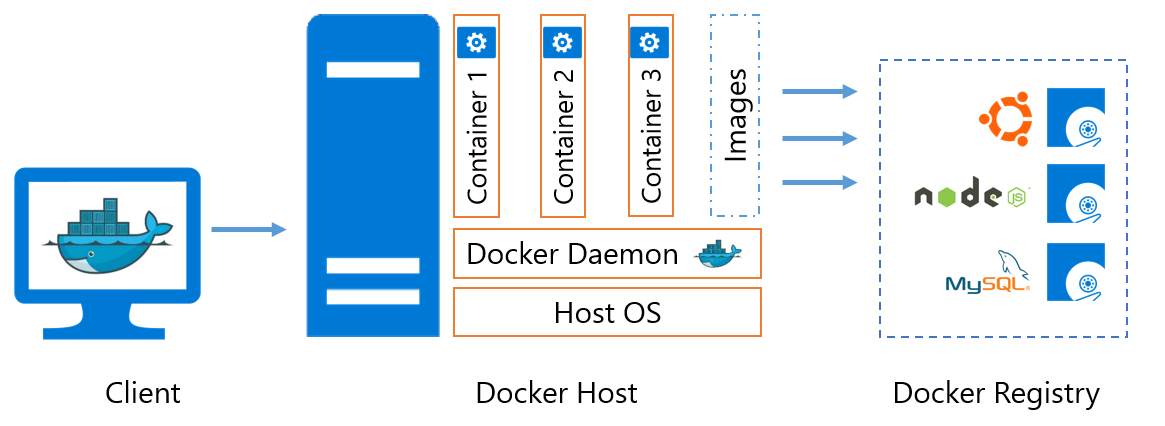 Container 1
Container 2
Container 3
Images
Docker Daemon
Host OS
node
JS
MySQL
Client
Docker Host
Docker Registry